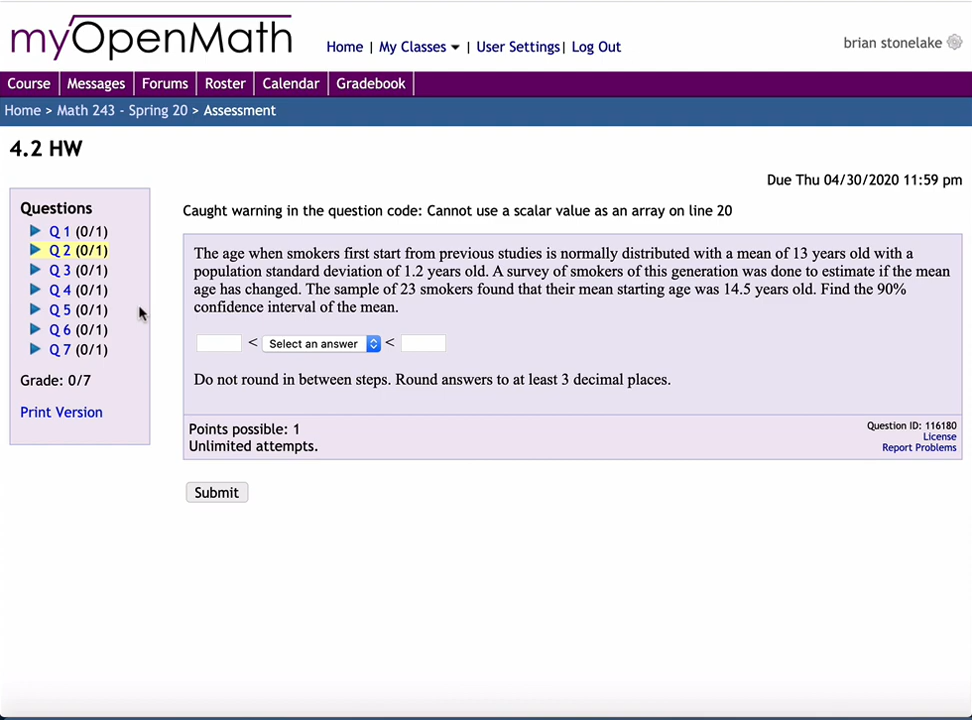 myOpenMath
Home | My Classes | User Settings | Log Out
brian stonelake
Course Messages Forums Roster Calendar Gradebook
Home > Math 243 - Spring 20 > Assessment
4.2 HW
Due Thu 04/30/2020 11:59 pm
Questions
Q 1 (0/1)
Q 2 (0/1)
Q 3 (0/1)
Q 4 (0/1)
Q 5 (0/1)
Q 6 (0/1)
Q 7 (0/1)
Grade: 0/7
Print Version
Caught warning in the question code: Cannot use a scalar value as an array on line 20
The age when smokers first start from previous studies is normally distributed with a mean of 13 years old with a
population standard deviation of 1.2 years old. A survey of smokers of this generation was done to estimate if the mean
age has changed. The sample of 23 smokers found that their mean starting age was 14.5 years old. Find the 90%
confidence interval of the mean.
< Select an answer <
Do not round in between steps. Round answers to at least 3 decimal places.
Points possible: 1
Unlimited attempts.
Question ID: 116180
License
Report Problems
Submit